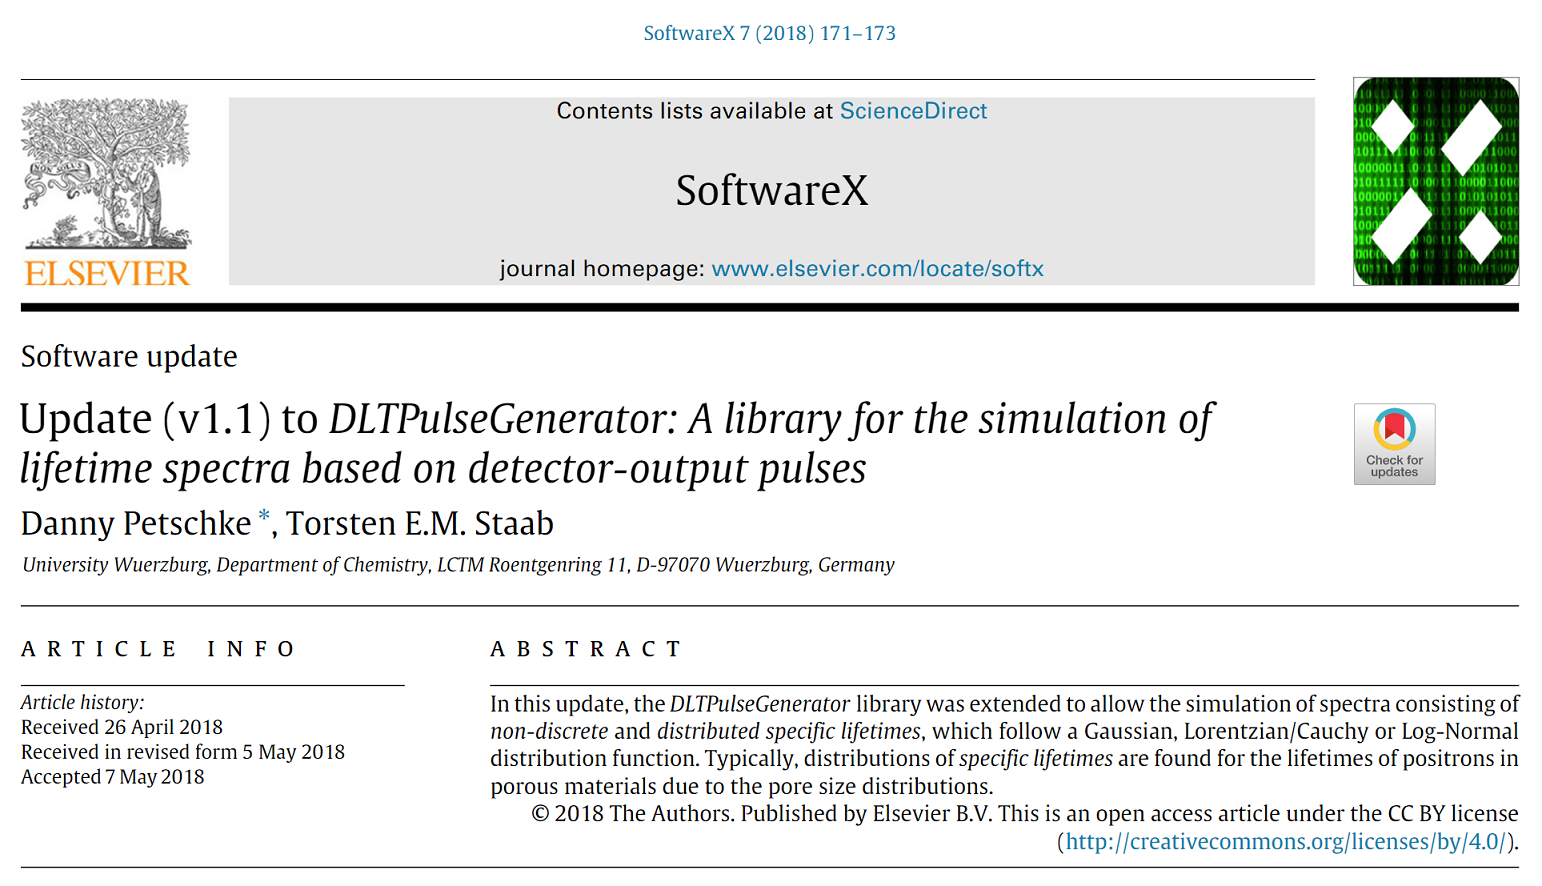 SoftwareX 7 (2018) 171–173
Contents lists available at ScienceDirect
SoftwareX
journal homepage: www.elsevier.com/locate/softx
ELSEVIER
Software update
Update (v1.1) to DLTPulseGenerator: A library for the simulation of
lifetime spectra based on detector-output pulses
Check for
updates
Danny Petschke *, Torsten E.M. Staab
University Wuerzburg, Department of Chemistry, LCTM Roentgenring 11, D-97070 Wuerzburg, Germany
ARTICLE INFO
Article history:
Received 26 April 2018
Received in revised form 5 May 2018
Accepted 7 May 2018
ABSTRACT
In this update, the DLTPulseGenerator library was extended to allow the simulation of spectra consisting of
non-discrete and distributed specific lifetimes, which follow a Gaussian, Lorentzian/Cauchy or Log-Normal
distribution function. Typically, distributions of specific lifetimes are found for the lifetimes of positrons in
porous materials due to the pore size distributions.
© 2018 The Authors. Published by Elsevier B.V. This is an open access article under the CC BY license
(http://creativecommons.org/licenses/by/4.0/).